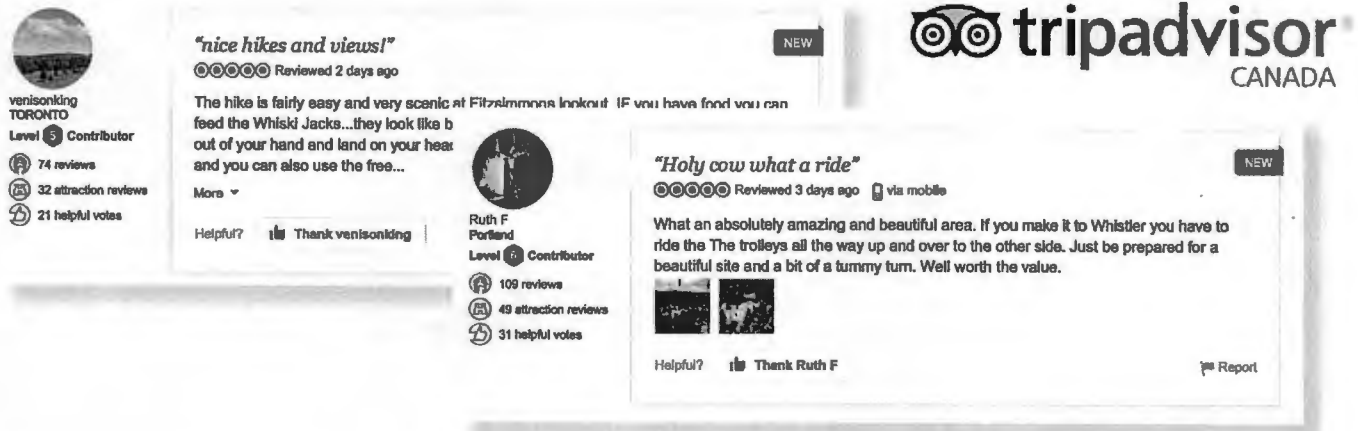 tripadvisor
CANADA
venisonking
TORONTO
Level 5 Contributor
74 reviews
32 attraction reviews
21 helpful votes
"nice hikes and views!"
NEW
Reviewed 2 days ago
The hike is fairly easy and very scenic at Fitzsimmons lookout. IF you have food you can
feed the Whiski Jacks...they look like b
out of your hand and land on your head
and you can also use the free...
More
Helpful? Thank venisonking
Ruth F
Portland
Level 6 Contributor
109 reviews
49 attraction reviews
31 helpful votes
"Holy cow what a ride"
NEW
Reviewed 3 days ago via mobile
What an absolutely amazing and beautiful area. If you make it to Whistler you have to
ride the The trolleys all the way up and over to the other side. Just be prepared for a
beautiful site and a bit of a tummy turn. Well worth the value.
Helpful? Thank Ruth F
Report